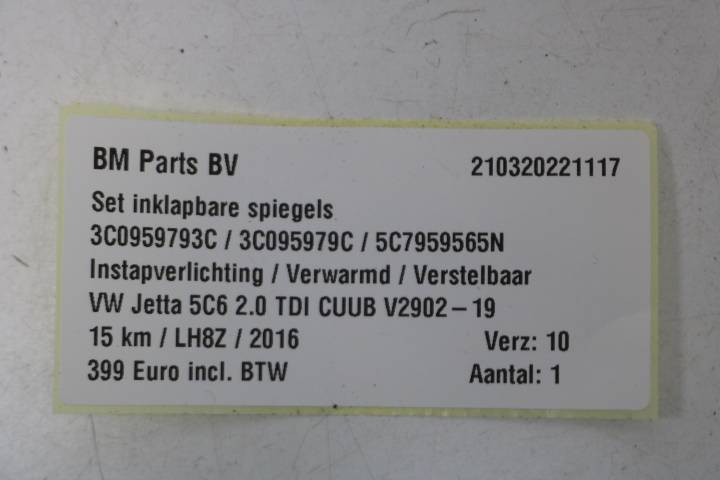 BM Parts BV 210320221117
Set inklapbare spiegels
3C0959793C / 3C095979C / 5C7959565N
Instapverlichting / Verwarmd / Verstelbaar
VW Jetta 5C6 2.0 TDI CUUB V2902-19
15 km / LH8Z / 2016 Verz: 10
399 Euro incl. BTW Aantal: 1